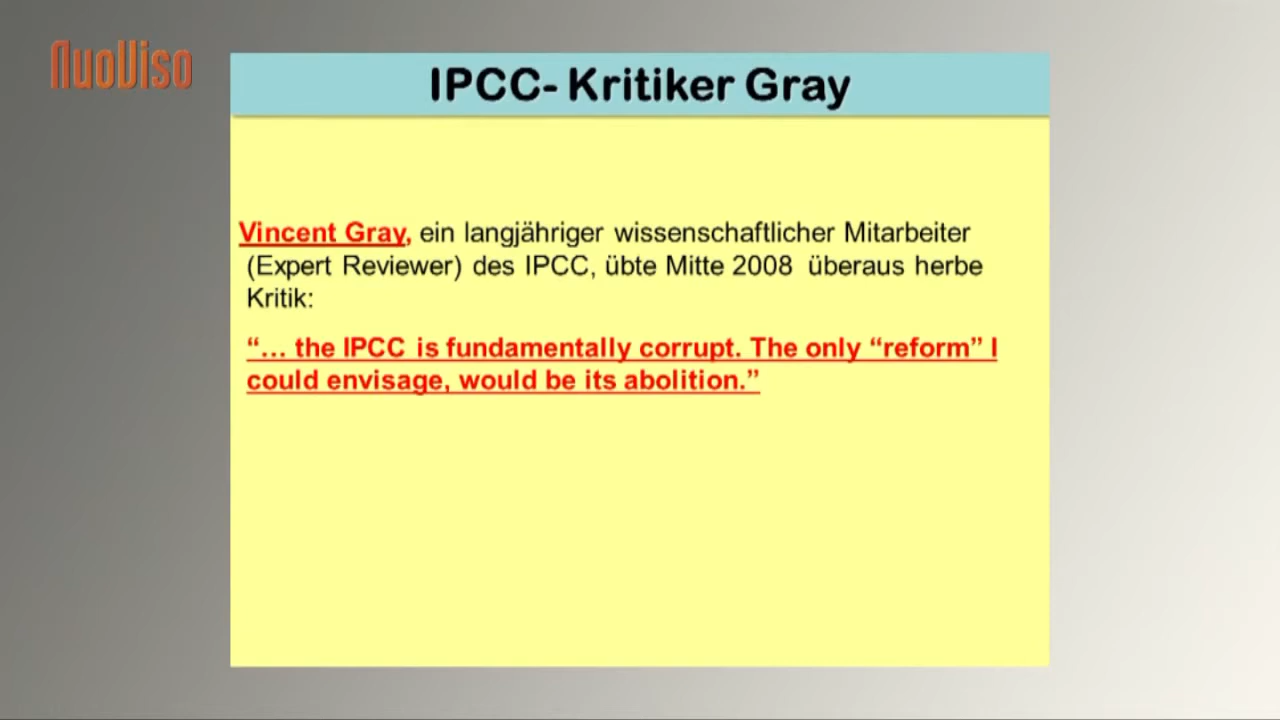 NuoViso
IPCC- Kritiker Gray
Vincent Gray, ein langjähriger wissenschaftlicher Mitarbeiter
(Expert Reviewer) des IPCC, übte Mitte 2008 überaus herbe
Kritik:
“… the IPCC is fundamentally corrupt. The only “reform” I
could envisage, would be its abolition.”